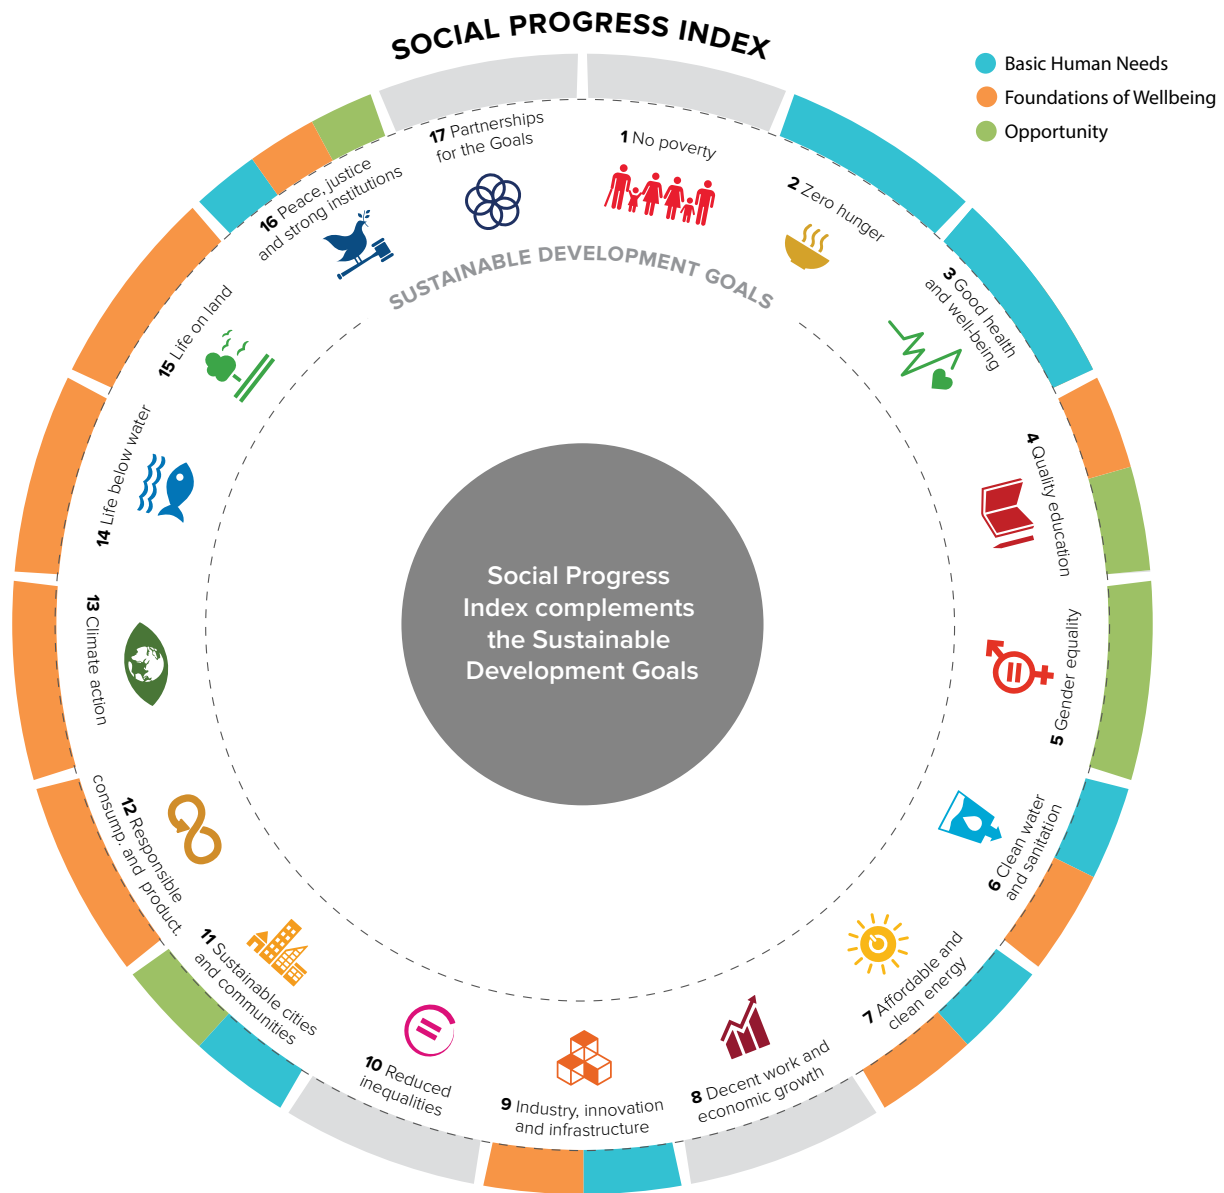 SOCIAL PROGRESS INDEX
Basic Human Needs
Foundations of Wellbeing
Opportunity
1 No poverty
2 Zero hunger
3 Good health
and well-being
4 Quality education
5 Gender equality
6 Clean water
and sanitation
7 Affordable and
clean energy
8 Decent work and
economic growth
9 Industry, innovation
and infrastructure
10 Reduced
inequalities
11 Sustainable cities
and communities
12 Responsible
consump. and product.
13 Climate action
14 Life below water
15 Life on land
16 Peace, justice
and strong institutions
17 Partnerships
for the Goals
SUSTAINABLE DEVELOPMENT GOALS
Social Progress
Index complements
the Sustainable
Development Goals